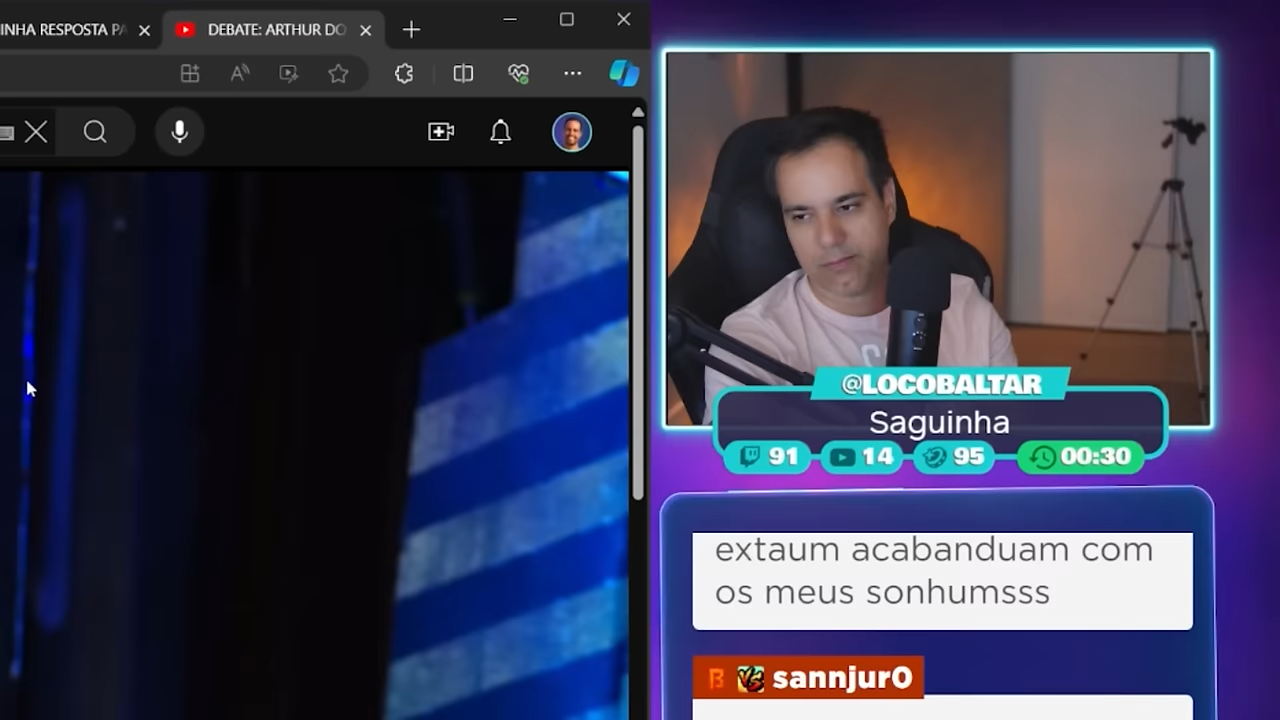 INHA RESPOSTA PA
DEBATE: ARTHUR DO
@LOCOBALTAR
Saguinha
91
14
95
00:30
extaum acabanduam com
os meus sonhumsss
VS sannjur0